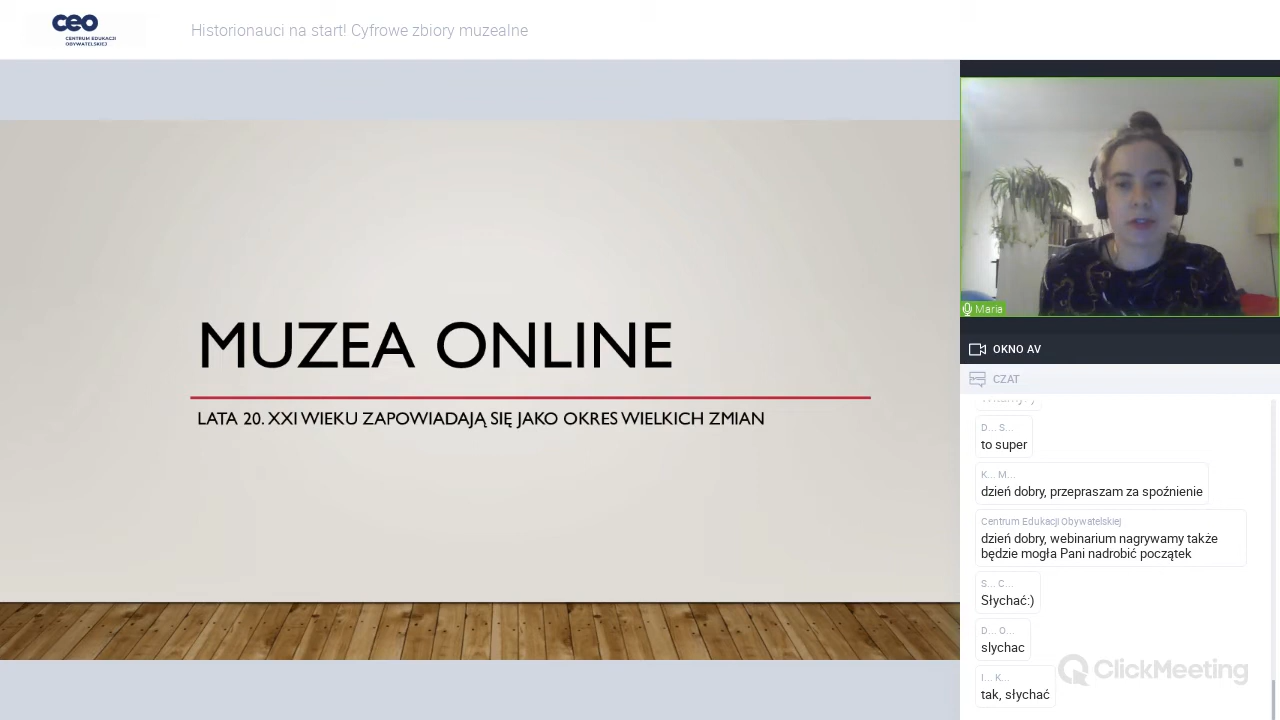 ceo
CENTRUM EDUKACJI
OBYWATELSKIEJ
Historionauci na start! Cyfrowe zbiory muzealne
MUZEA ONLINE
LATA 20. XXI WIEKU ZAPOWIADAJĄ SIĘ JAKO OKRES WIELKICH ZMIAN
Maria
OKNO AV
CZAT
D... S...
to super
K... M...
dzień dobry, przepraszam za spoźnienie
Centrum Edukacji Obywatelskiej
dzień dobry, webinarium nagrywamy także
będzie mogła Pani nadrobić początek
S... C...
Słychać:)
D... O...
slychac
I... K...
tak, słychać
ClickMeeting